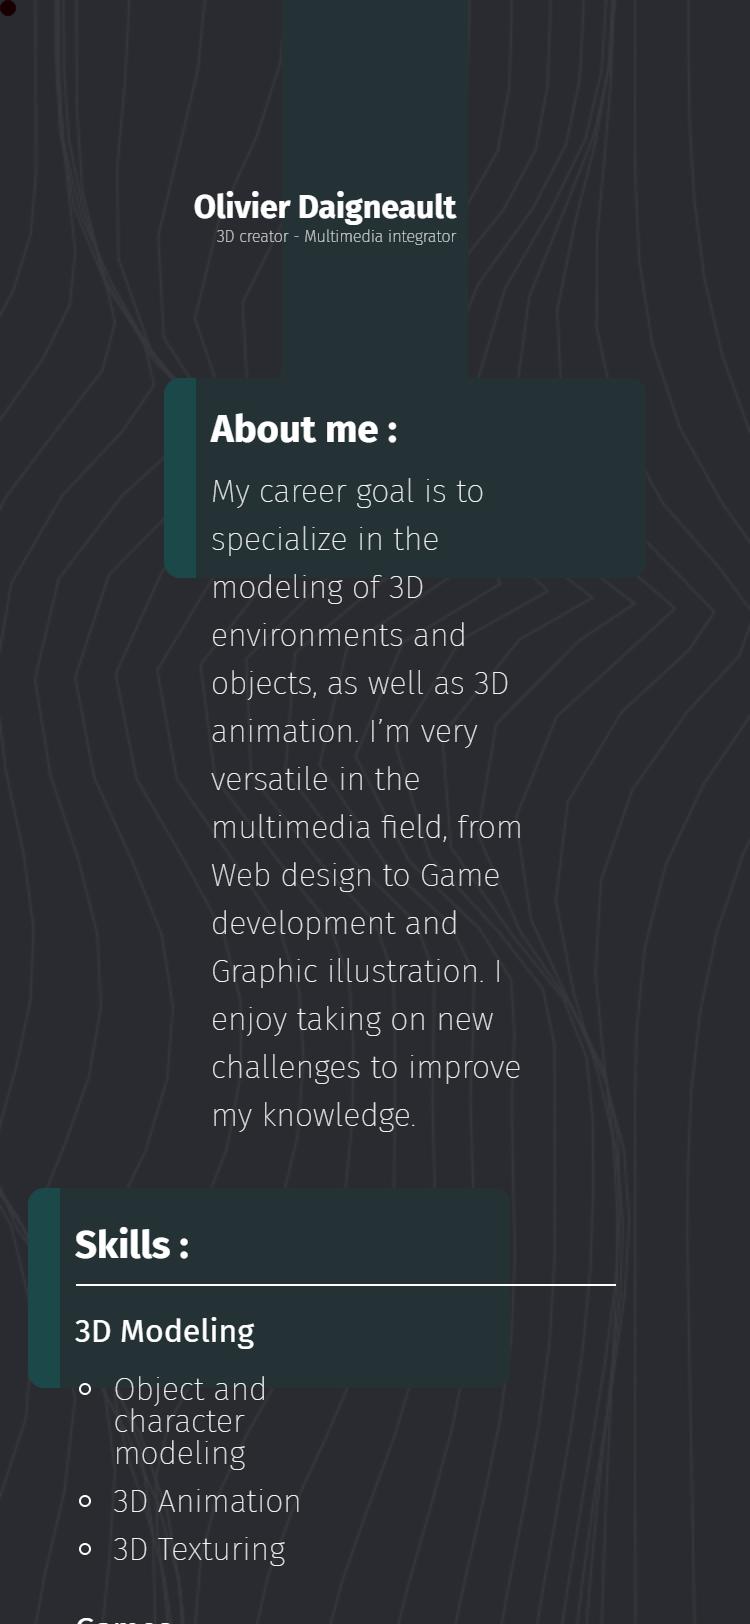 Olivier Daigneault
3D creator - Multimedia integrator
About me :
My career goal is to
specialize in the
modeling of 3D
environments and
objects, as well as 3D
animation. I’m very
versatile in the
multimedia field, from
Web design to Game
development and
Graphic illustration. I
enjoy taking on new
challenges to improve
my knowledge.
Skills :
3D Modeling
Object and
character
modeling
3D Animation
3D Texturing